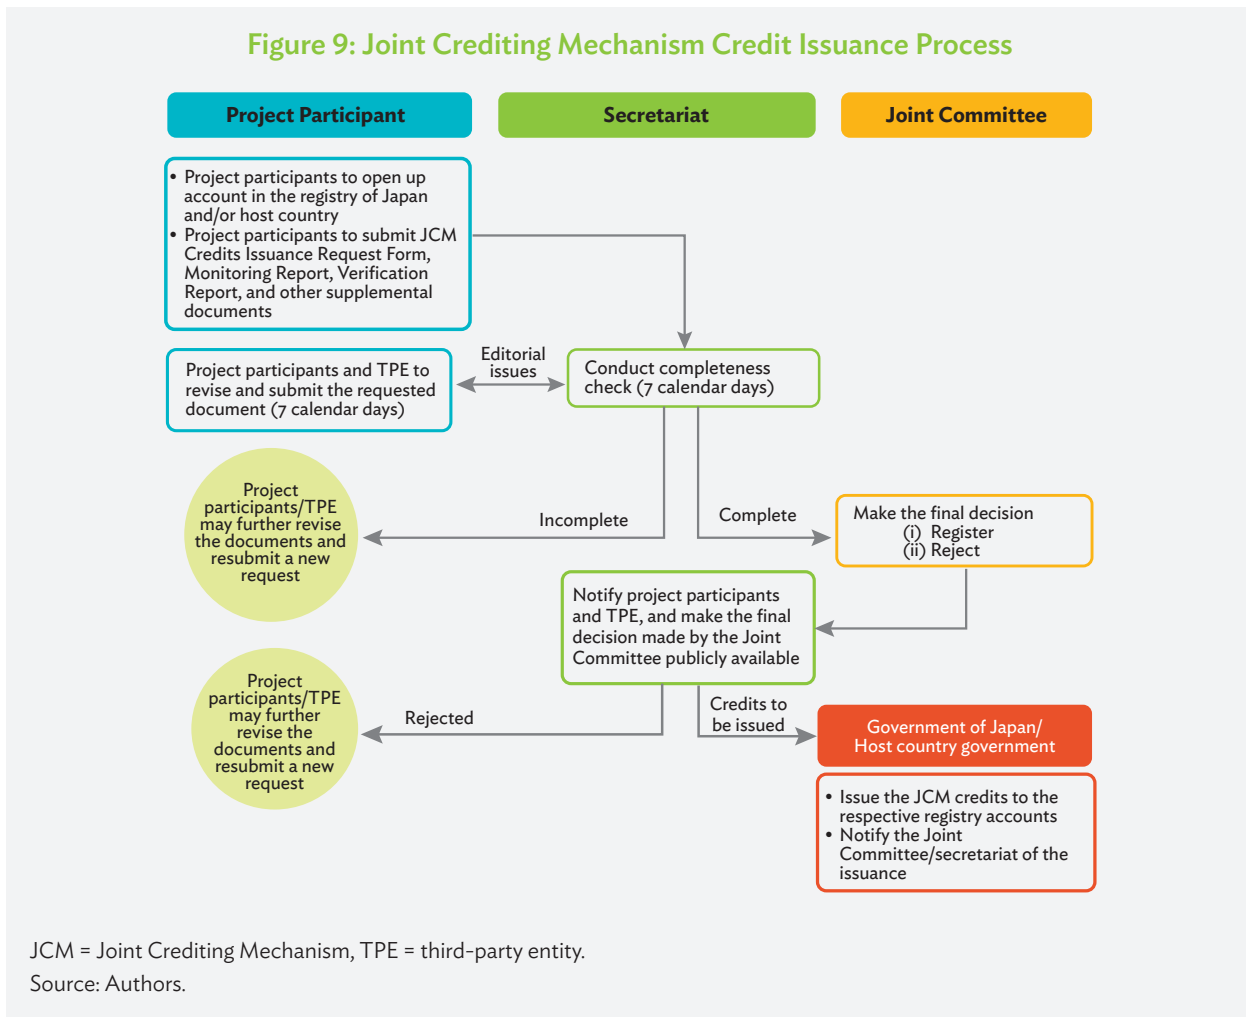 Figure 9: Joint Crediting Mechanism Credit Issuance Process
Project Participant
Secretariat
Joint Committee
• Project participants to open up
account in the registry of Japan
and/or host country
• Project participants to submit JCM
Credits Issuance Request Form,
Monitoring Report, Verification
Report, and other supplemental
documents
Project participants and TPE to
revise and submit the requested
document (7 calendar days)
Editorial
issues
Conduct completeness
check (7 calendar days)
Project
participants/TPE
may further revise
the documents and
resubmit a new
request
Incomplete
Complete
Make the final decision
(i) Register
(ii) Reject
Notify project participants
and TPE, and make the final
decision made by the Joint
Committee publicly available
Project
participants/TPE
may further
revise the
documents and
resubmit a new
request
Rejected
Credits to
be issued
Government of Japan/
Host country government
• Issue the JCM credits to the
respective registry accounts
• Notify the Joint
Committee/secretariat of the
issuance
JCM = Joint Crediting Mechanism, TPE = third-party entity.
Source: Authors.